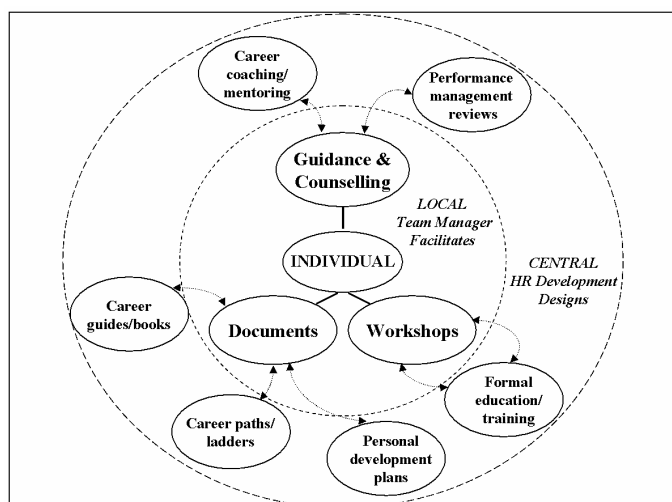 Career
coaching/
mentoring
Performance
management
reviews
Guidance &
Counselling
LOCAL
Team Manager
Facilitates
INDIVIDUAL
CENTRAL
HR Development
Designs
Career
guides/books
Documents
Workshops
Formal
education/
training
Career paths/
ladders
Personal
development
plans